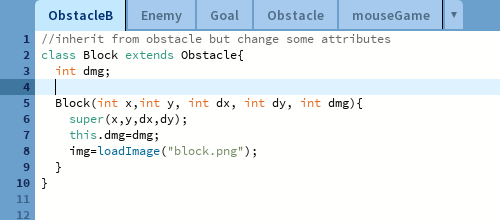 ObstacleB Enemy Goal Obstacle mouseGame ▼
1 //inherit from obstacle but change some attributes
2 class Block extends Obstacle{
3 int dmg;
4
5 Block(int x,int y, int dx, int dy, int dmg){
6 super(x,y,dx,dy);
7 this.dmg=dmg;
8 img=loadImage("block.png");
9 }
10 }
11
12